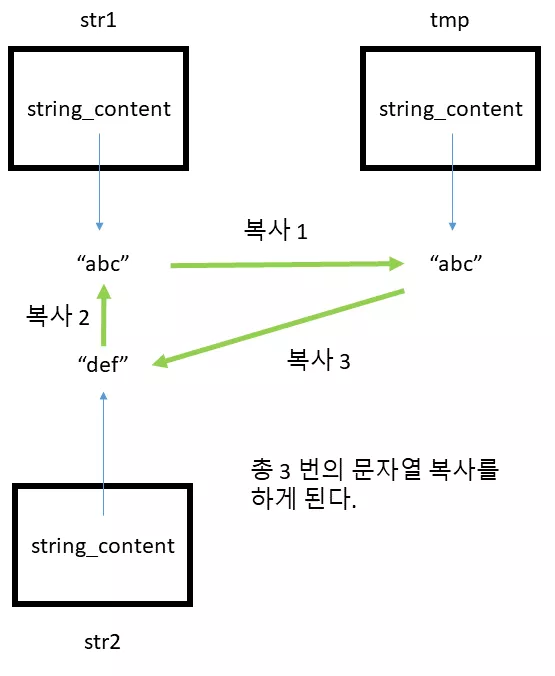 str1
tmp
string_content
string_content
복사 1
“abc”
“abc”
복사 2
복사 3
“def”
총 3 번의 문자열 복사를
하게 된다.
string_content
str2